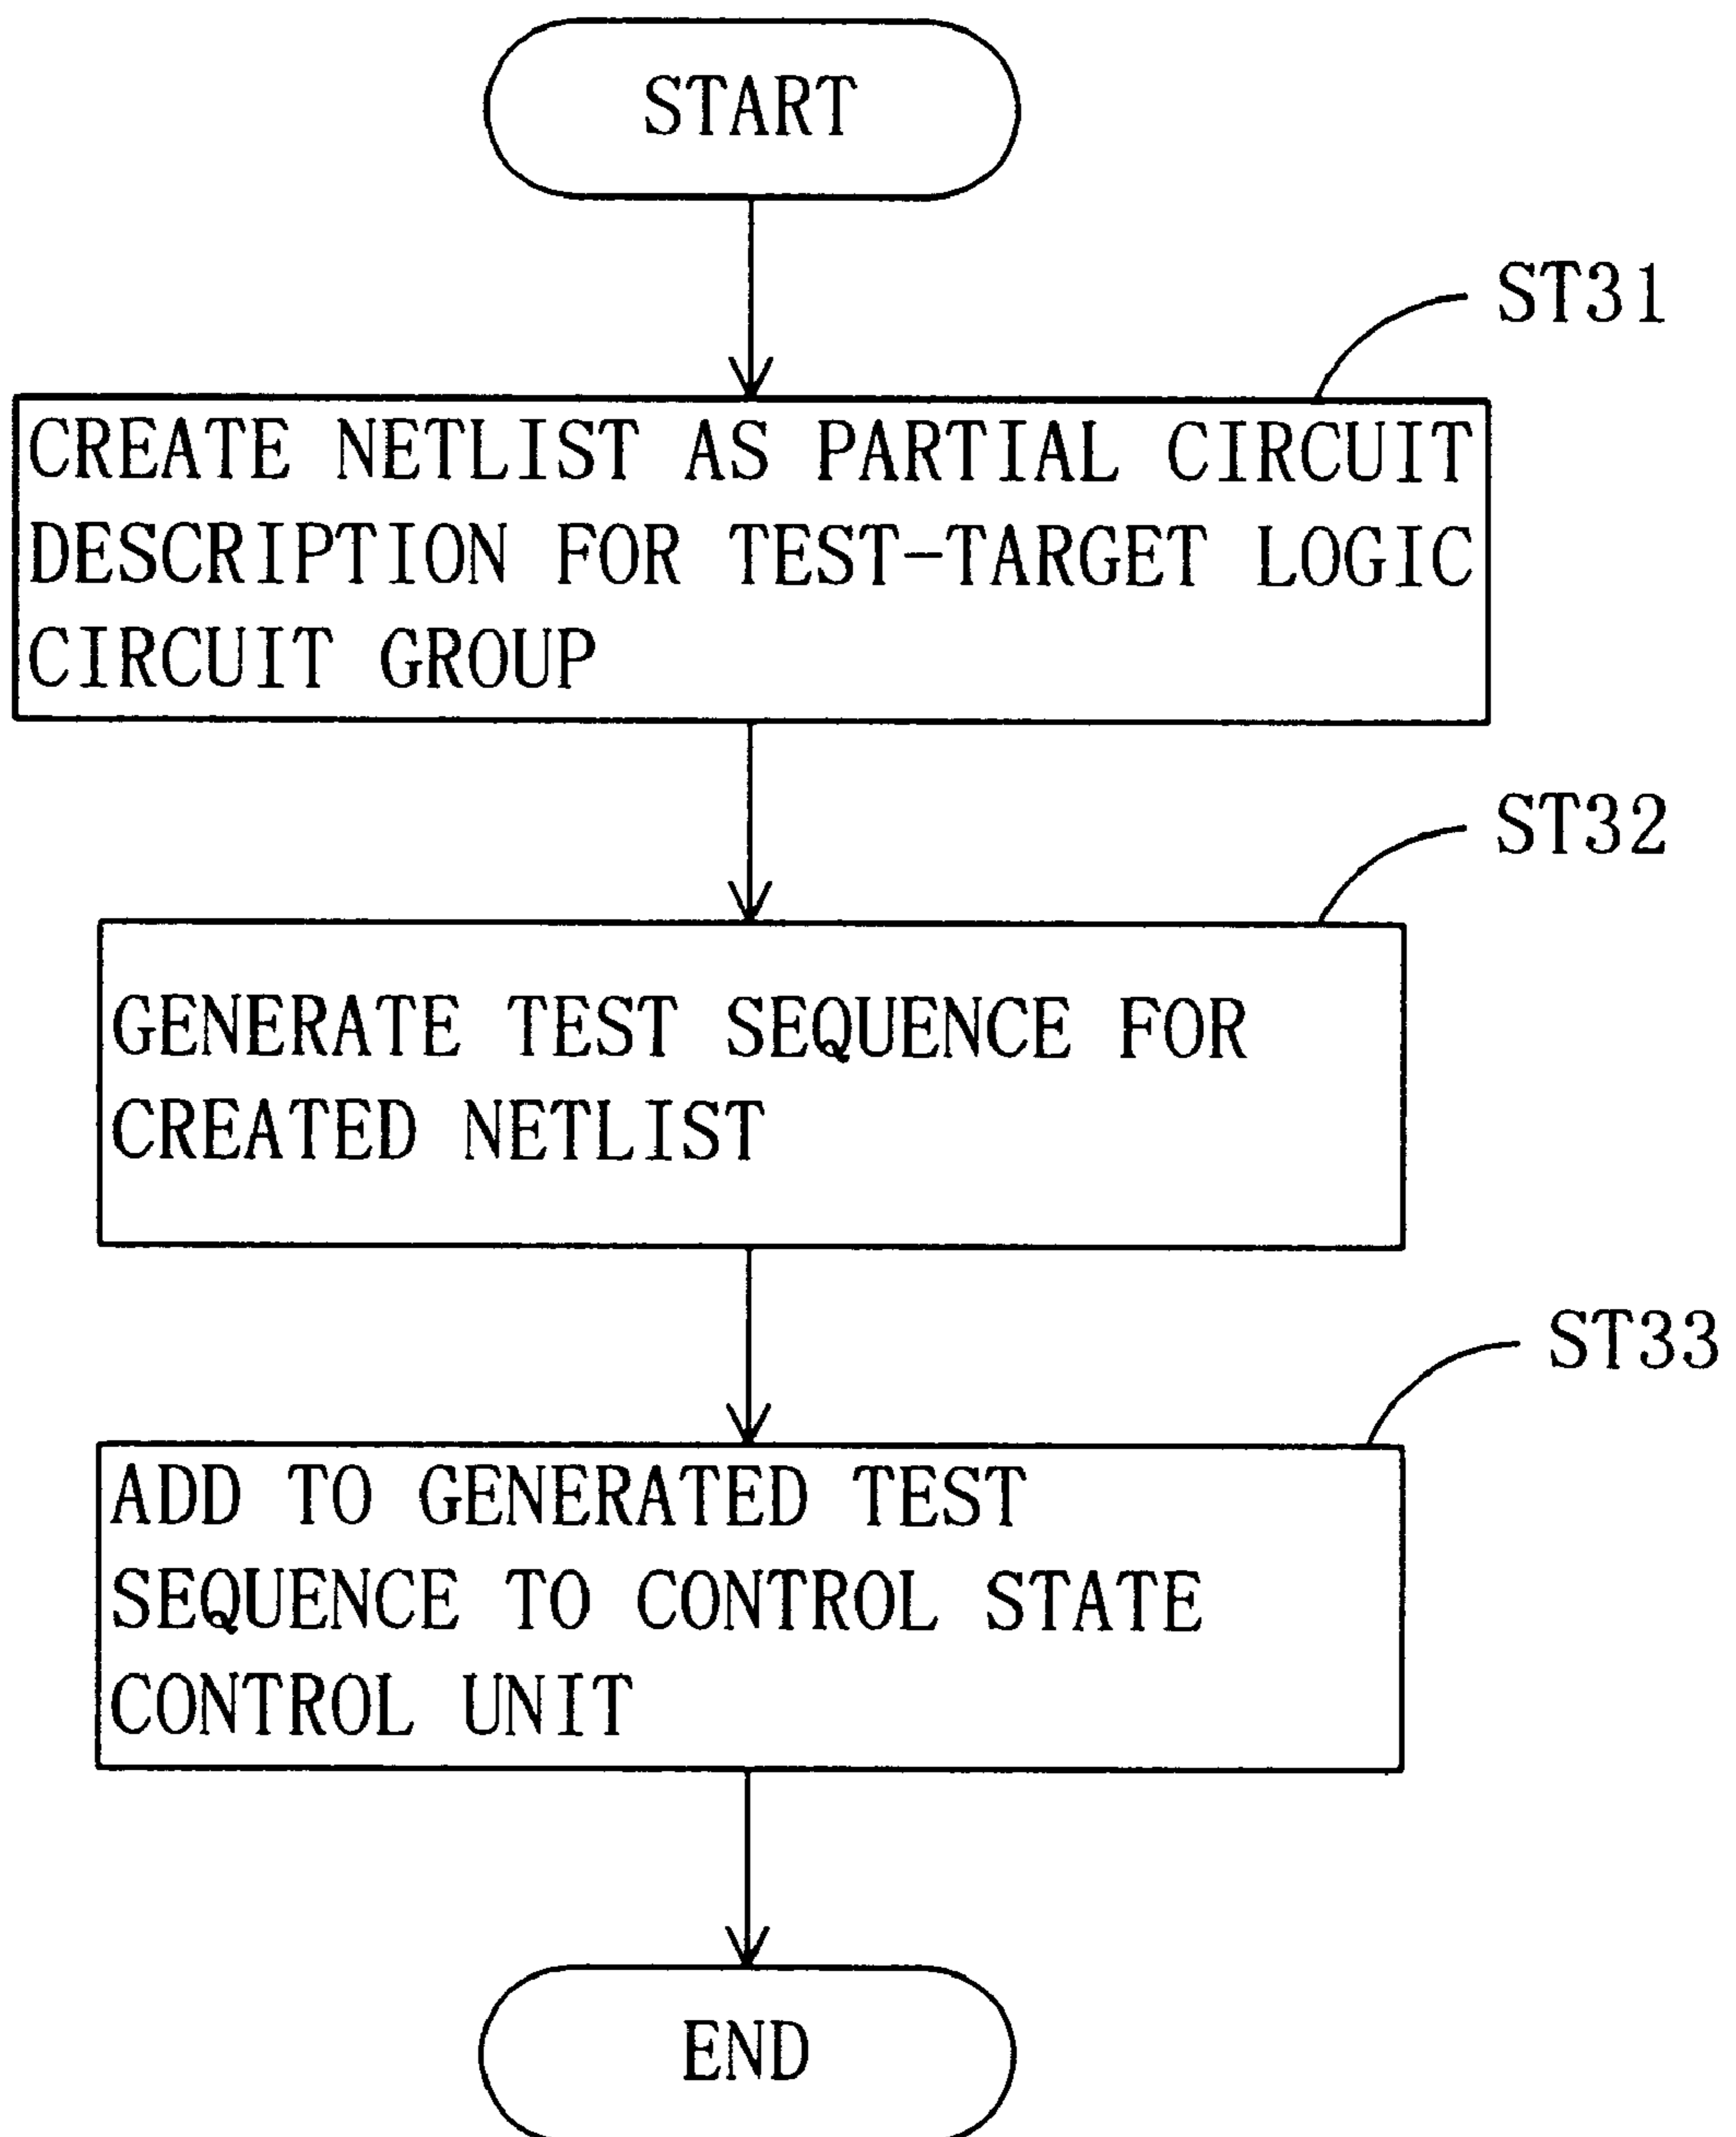 START
ST31
CREATE NETLIST AS PARTIAL CIRCUIT
DESCRIPTION FOR TEST-TARGET LOGIC
CIRCUIT GROUP
ST32
GENERATE TEST SEQUENCE FOR
CREATED NETLIST
ST33
ADD TO GENERATED TEST
SEQUENCE TO CONTROL STATE
CONTROL UNIT
END